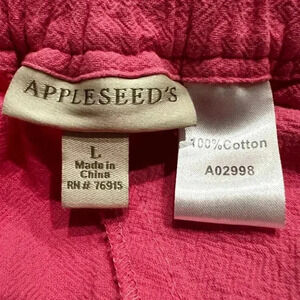 APPLESEED'S
L
Made in
China
RN# 76915
100%Cotton
A02998